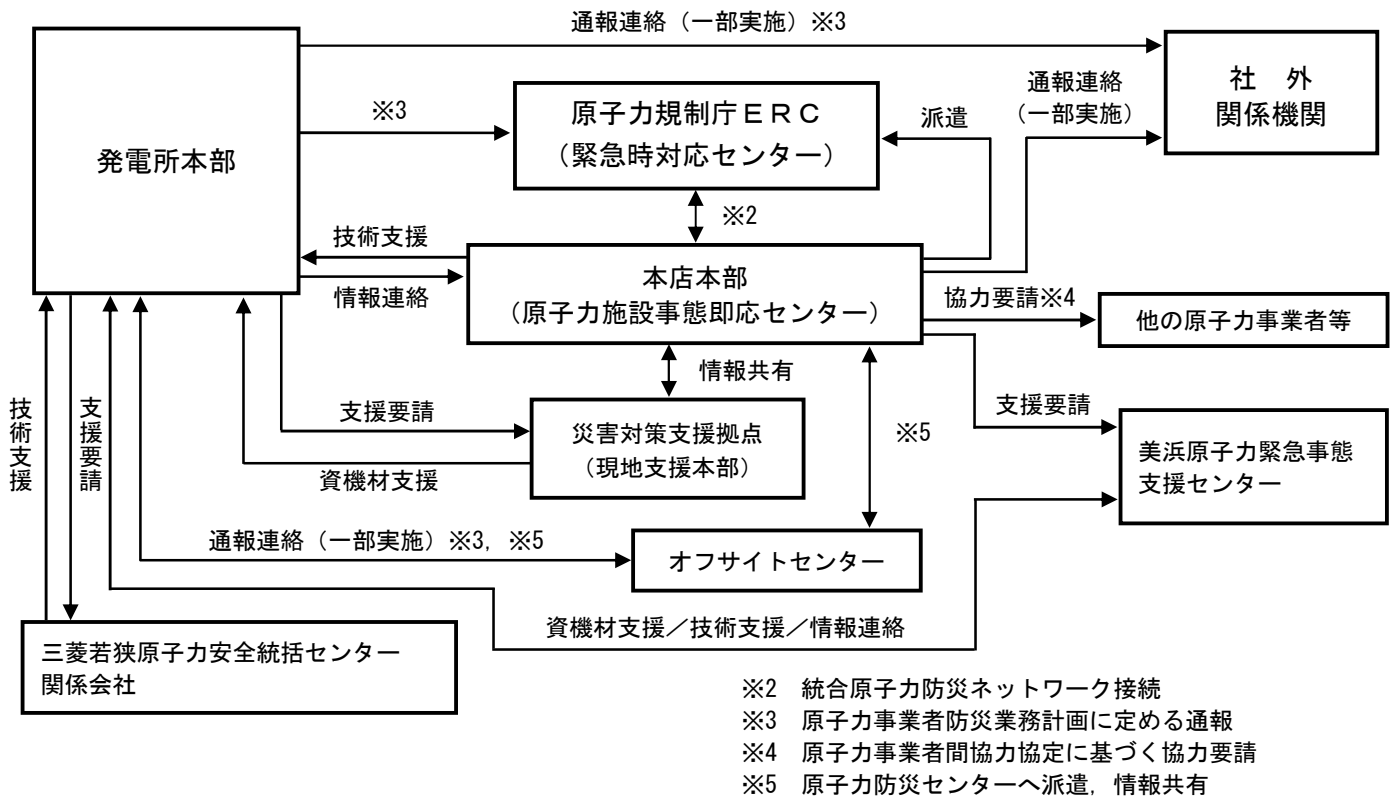 通報連絡（一部実施）※3
発電所本部
※3
原子力規制庁ＥＲＣ
（緊急時対応センター）
派遣
通報連絡
（一部実施）
社　外
関係機関
※2
技術支援
情報連絡
本店本部
（原子力施設事態即応センター）
協力要請※4
他の原子力事業者等
情報共有
支援要請
資機材支援
災害対策支援拠点
（現地支援本部）
※5
支援要請
美浜原子力緊急事態
支援センター
技術支援
支援要請
通報連絡（一部実施）※3，※5
オフサイトセンター
資機材支援／技術支援／情報連絡
三菱若狭原子力安全統括センター
関係会社
※2　統合原子力防災ネットワーク接続
※3　原子力事業者防災業務計画に定める通報
※4　原子力事業者間協力協定に基づく協力要請
※5　原子力防災センターへ派遣，情報共有